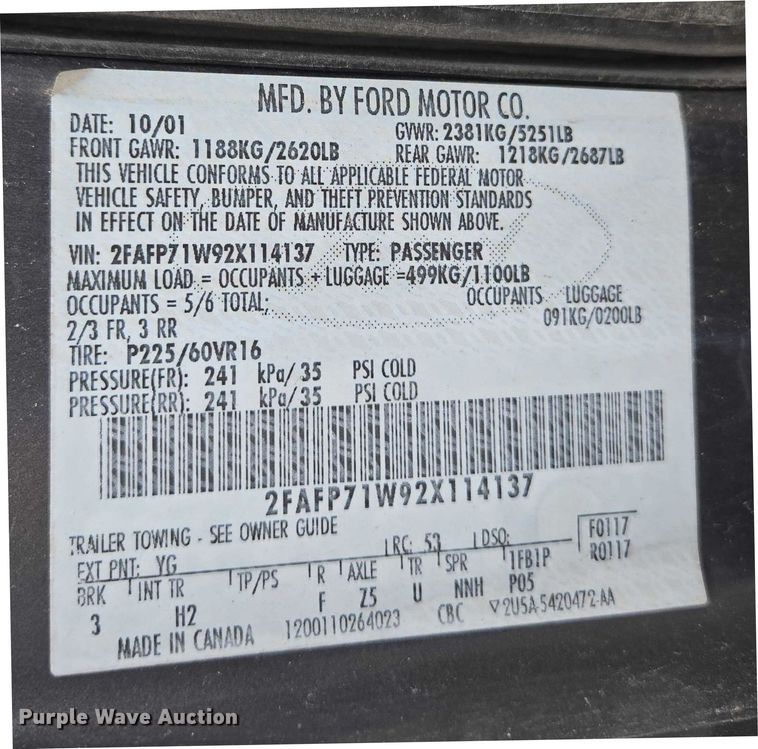 MFD. BY FORD MOTOR CO.
DATE: 10/01 GVWR: 2381KG/5251LB
FRONT GAWR: 1188KG/2620LB REAR GAWR: 1218KG/2687LB
THIS VEHICLE CONFORMS TO ALL APPLICABLE FEDERAL MOTOR
VEHICLE SAFETY, BUMPER, AND THEFT PREVENTION STANDARDS
IN EFFECT ON THE DATE OF MANUFACTURE SHOWN ABOVE.
VIN: 2FAFP71W92X114137 TYPE: PASSENGER
MAXIMUM LOAD = OCCUPANTS + LUGGAGE =499KG/1100LB
OCCUPANTS = 5/6 TOTAL; OCCUPANTS LUGGAGE
2/3 FR, 3 RR 091KG/0200LB
TIRE: P225/60VR16
PRESSURE(FR): 241 kPa/35 PSI COLD
PRESSURE(RR): 241 kPa/35 PSI COLD
2FAFP71W92X114137
TRAILER TOWING - SEE OWNER GUIDE
EXT PNT: YG RC: 53 DSO: F0117
BRK INT TR TP/PS R AXLE TR SPR 1FB1P R0117
3 H2 F Z5 U NNH P05
MADE IN CANADA 1200110264023 CBC ▽2U5A-5420472-AA
Purple Wave Auction